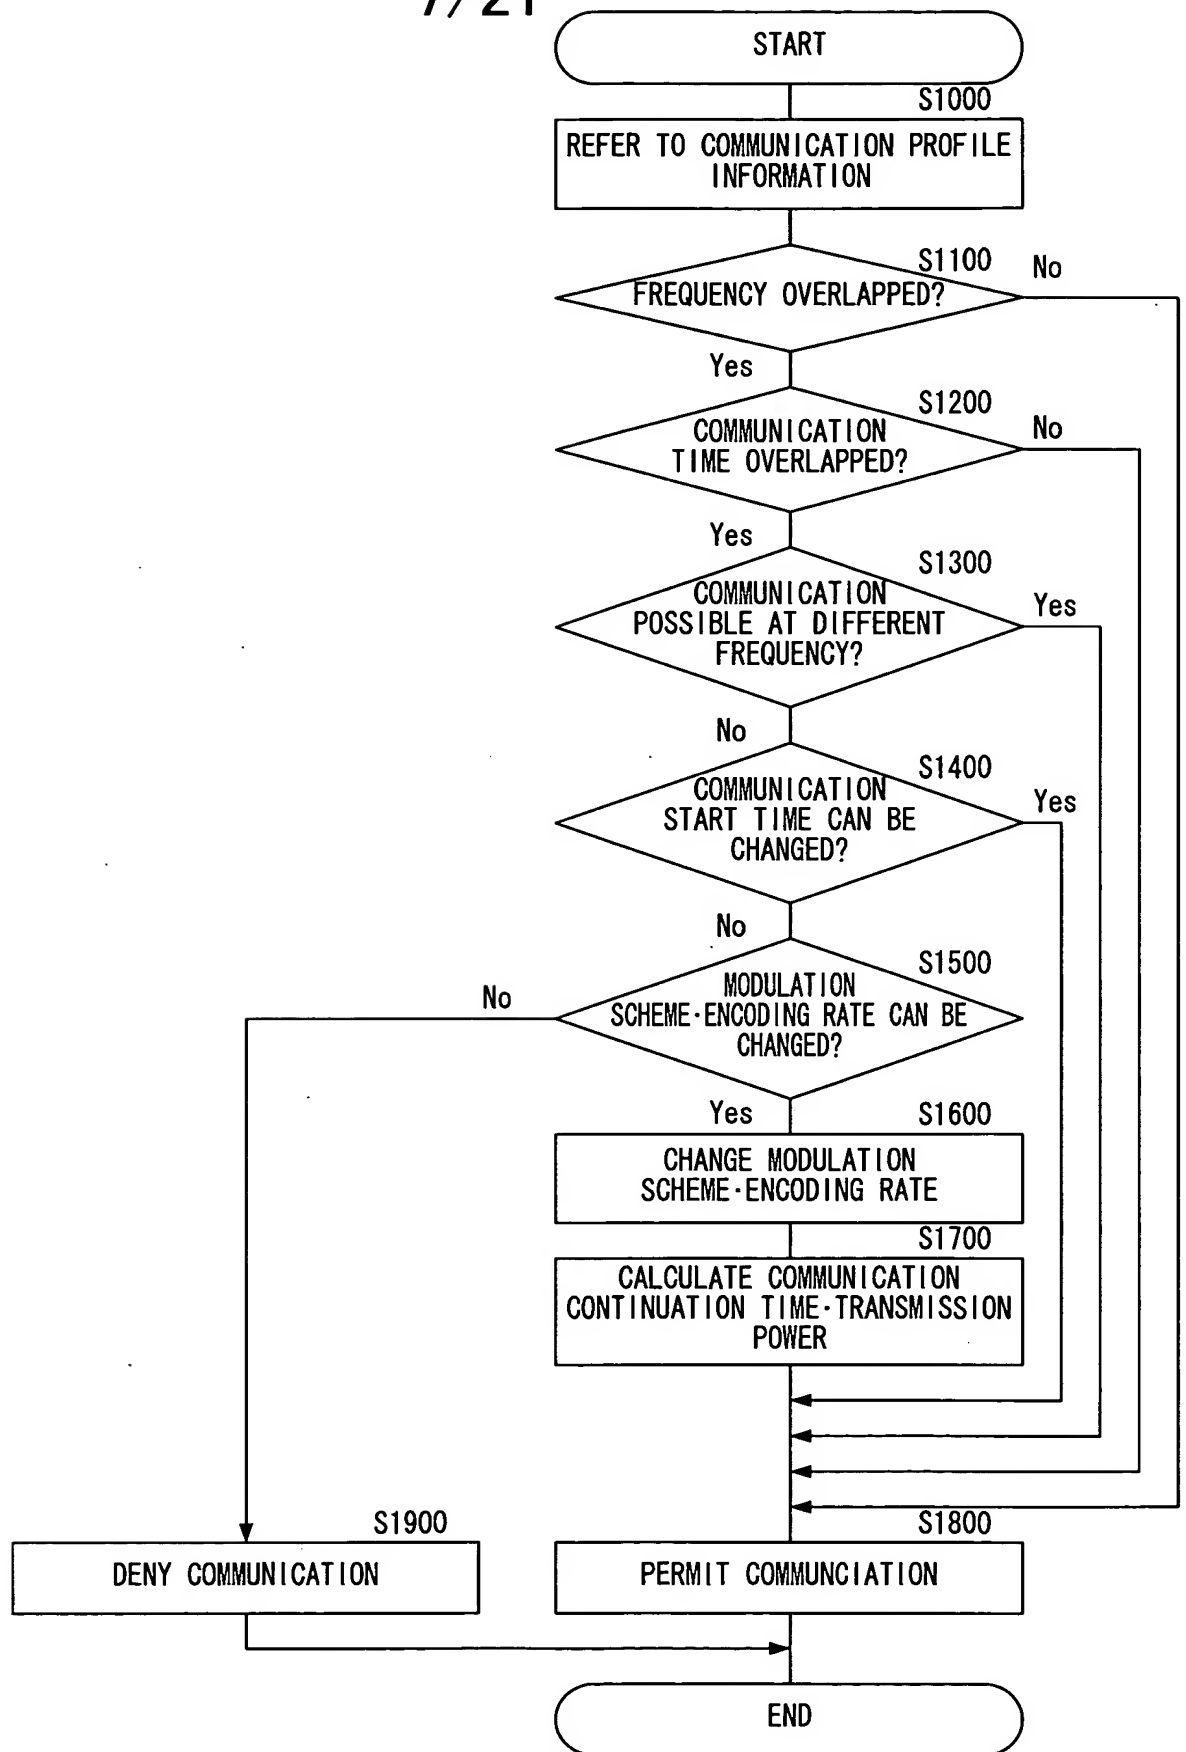 7/21
START
S1000
REFER TO COMMUNICATION PROFILE
INFORMATION
S1100
No
FREQUENCY OVERLAPPED?
Yes
S1200
No
COMMUNICATION
TIME OVERLAPPED?
Yes
S1300
COMMUNICATION
Yes
POSSIBLE AT DIFFERENT
FREQUENCY?
No
S1400
COMMUNICATION
Yes
START TIME CAN BE
CHANGED?
No
S1500
MODULATION
No
SCHEME·ENCODING RATE CAN BE
CHANGED?
Yes
S1600
CHANGE MODULATION
SCHEME·ENCODING RATE
S1700
CALCULATE COMMUNICATION
CONTINUATION TIME·TRANSMISSION
POWER
S1900
S1800
DENY COMMUNICATION
PERMIT COMMUNCIATION
END